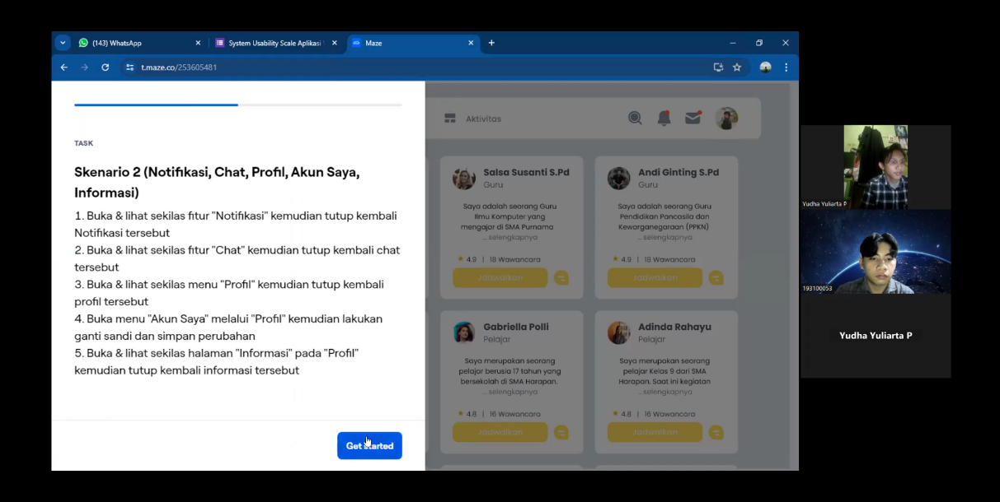 (143) WhatsApp
System Usability Scale Aplikasi
Maze
t.maze.co/253605481
TASK
Skenario 2 (Notifikasi, Chat, Profil, Akun Saya,
Informasi)
1. Buka & lihat sekilas fitur "Notifikasi" kemudian tutup kembali
Notifikasi tersebut
2. Buka & lihat sekilas fitur "Chat" kemudian tutup kembali chat
tersebut
3. Buka & lihat sekilas menu "Profil" kemudian tutup kembali
profil tersebut
4. Buka menu "Akun Saya" melalui "Profil" kemudian lakukan
ganti sandi dan simpan perubahan
5. Buka & lihat sekilas halaman "Informasi" pada "Profil"
kemudian tutup kembali informasi tersebut
Get started
Aktivitas
Salsa Susanti S.Pd
Guru
Saya adalah seorang Guru
Ilmu Komputer yang
mengajar di SMA Purnama
...selengkapnya
4.9 | 18 Wawancara
Jadwalkan
Andi Ginting S.Pd
Guru
Saya adalah seorang Guru
Pendidikan Pancasila dan
Kewarganegaraan (PPKN)
...selengkapnya
4.9 | 18 Wawancara
Jadwalkan
Gabriella Polli
Pelajar
Saya merupakan seorang
pelajar berusia 17 tahun yang
bersekolah di SMA Harapan.
...selengkapnya
4.8 | 16 Wawancara
Jadwalkan
Adinda Rahayu
Pelajar
Saya merupakan seorang
pelajar Kelas 9 dari SMA
Harapan. Saat ini kegiatan
...selengkapnya
4.8 | 16 Wawancara
Jadwalkan
Yudha Yuliarta P
193100053
Yudha Yuliarta P